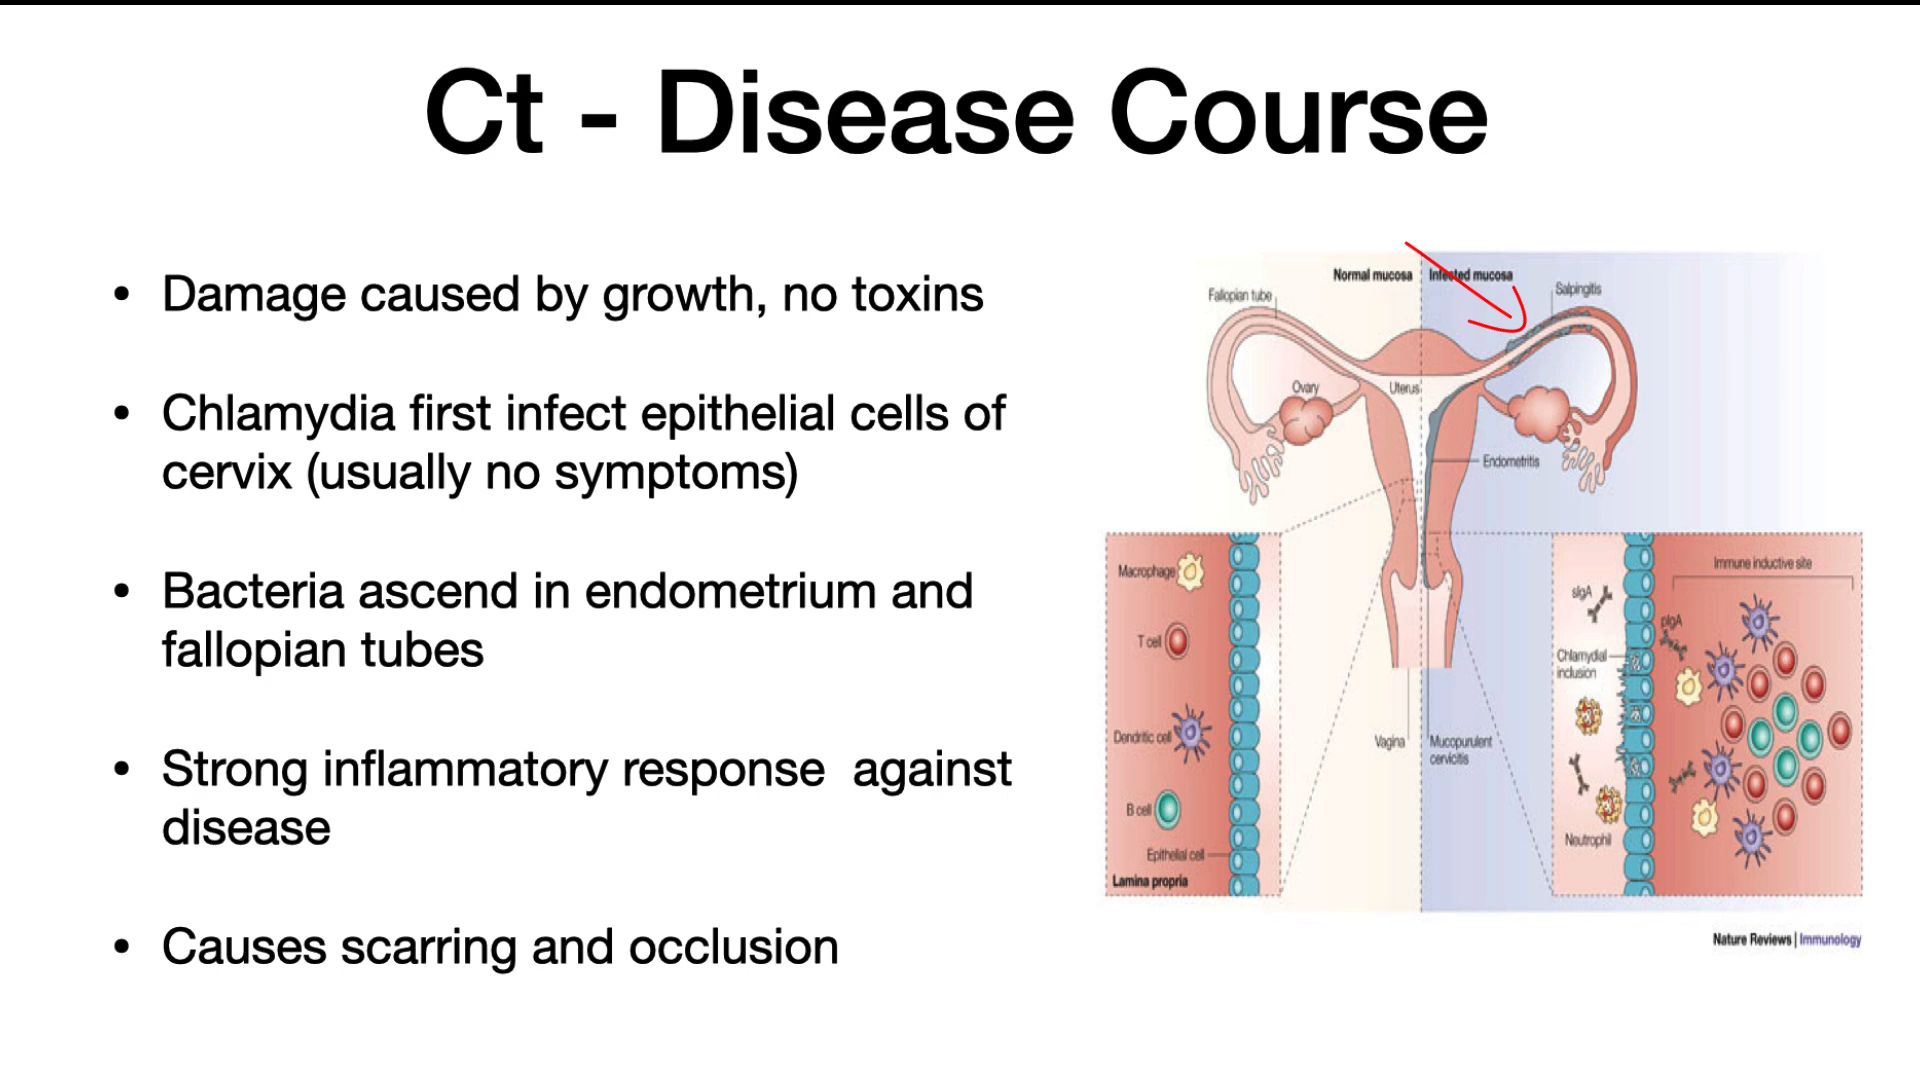 Ct - Disease Course
• Damage caused by growth, no toxins
• Chlamydia first infect epithelial cells of
cervix (usually no symptoms)
• Bacteria ascend in endometrium and
fallopian tubes
• Strong inflammatory response  against
disease
• Causes scarring and occlusion
Normal mucosa
Infected mucosa
Fallopian tube
Salpingitis
Ovary
Uterus
Endometritis
Macrophage
T cell
Dendritic cell
B cell
Epithelial cell
Lamina propria
Vagina
Mucopurulent
cervicitis
Immune inductive site
sIgA
pIgA
Chlamydial
inclusion
Neutrophil
Nature Reviews | Immunology